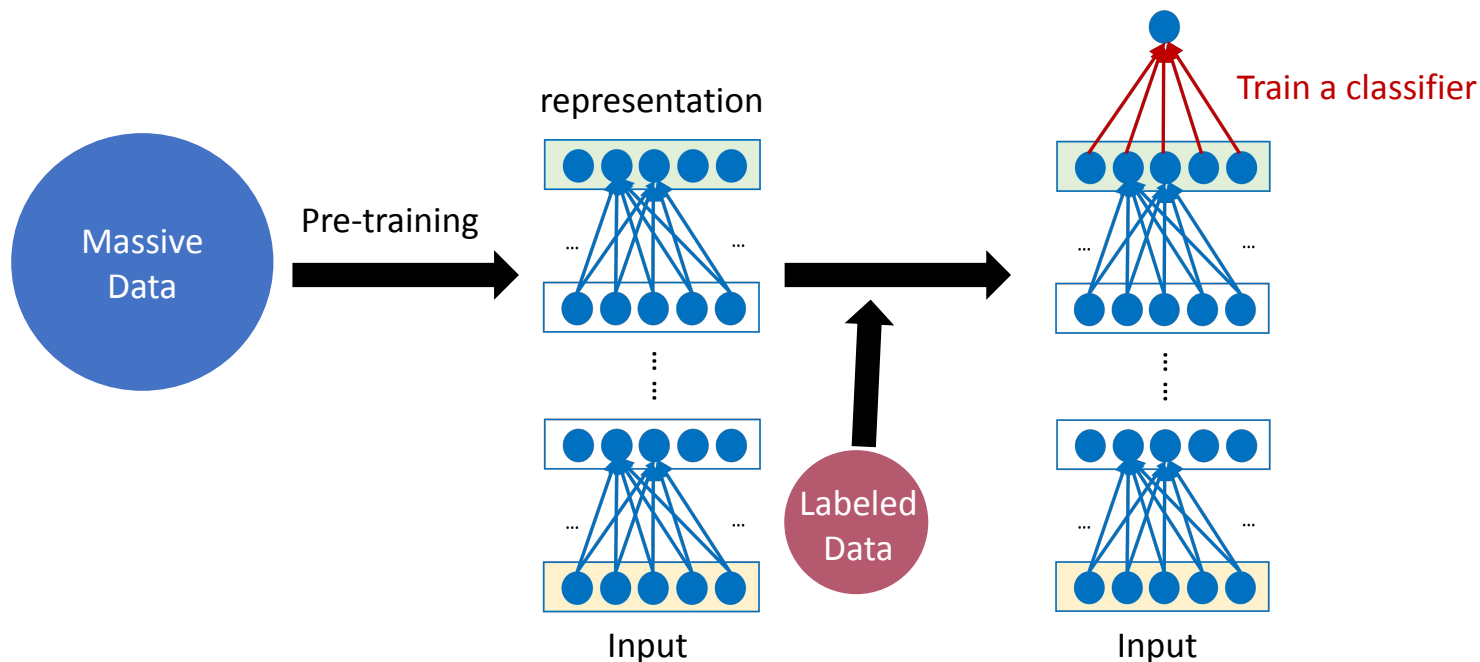 representation
Train a classifier
Massive
Data
Pre-training
...
...
...
...
Labeled
Data
...
...
...
...
Input
Input